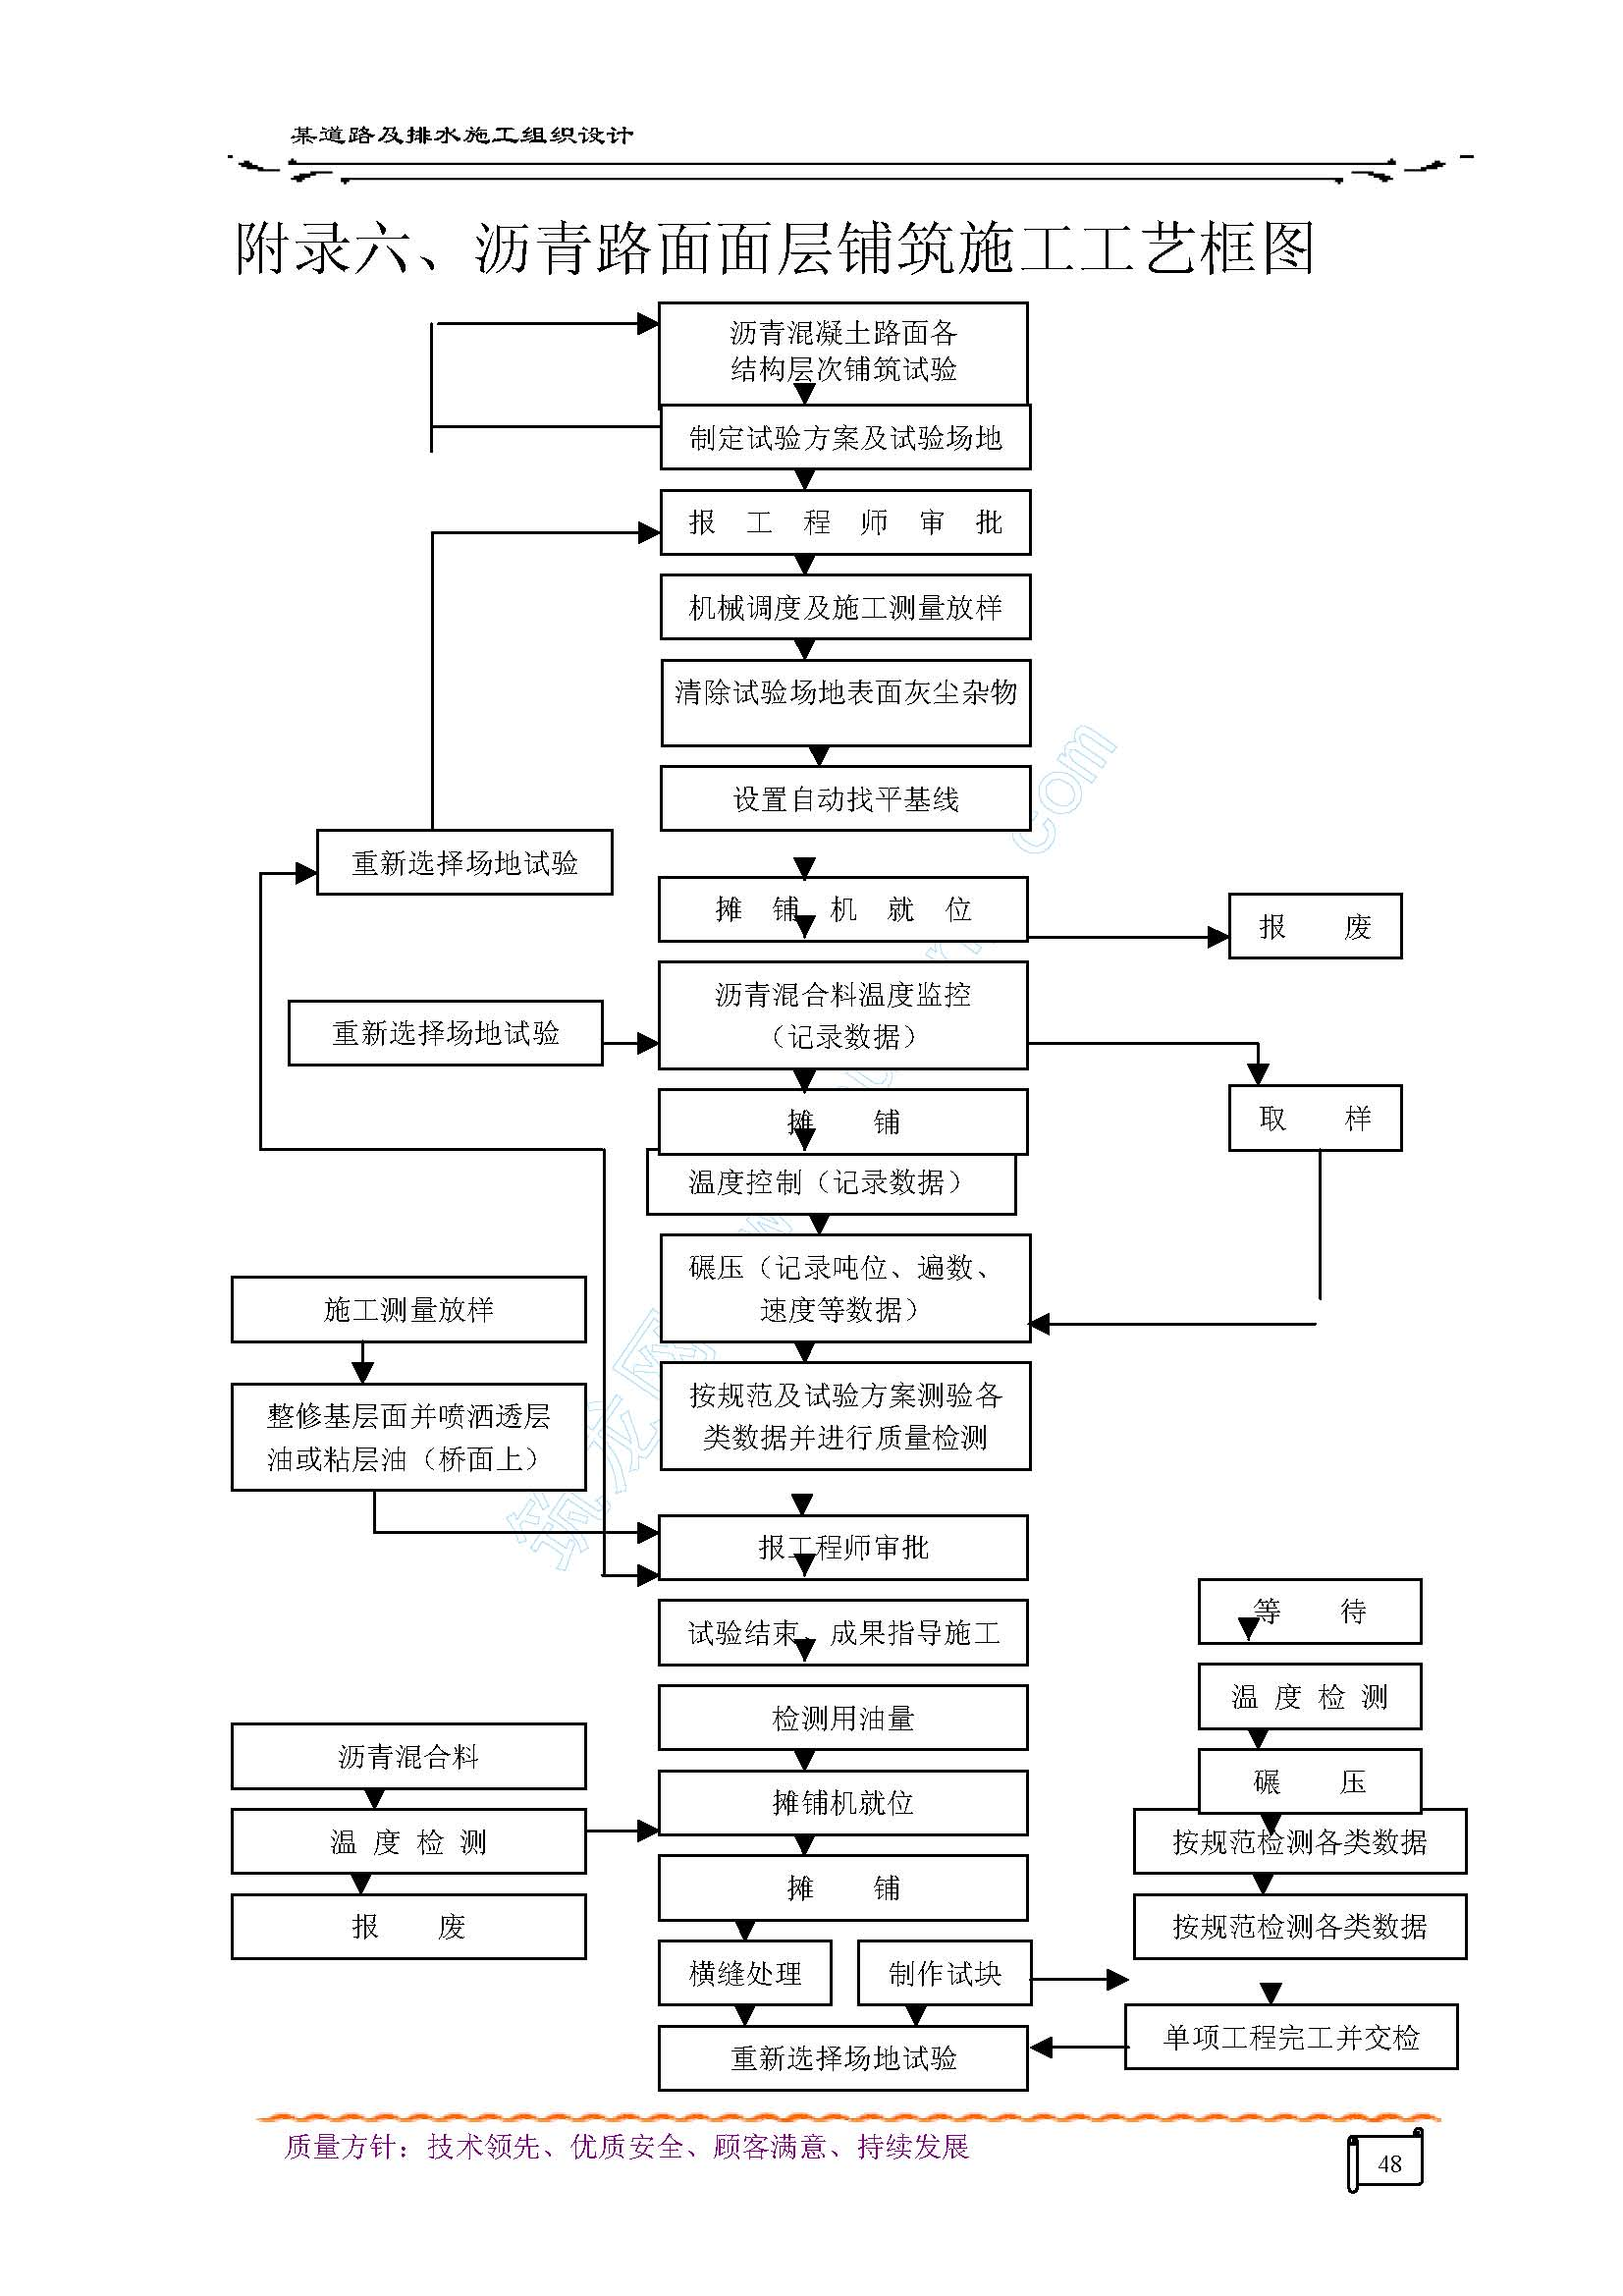 某道路及排水施工组织设计
附录六、沥青路面面层铺筑施工工艺框图
沥青混凝土路面各
结构层次铺筑试验
制定试验方案及试验场地
报 工 程 师 审 批
机械调度及施工测量放样
清除试验场地表面灰尘杂物
设置自动找平基线
重新选择场地试验
摊 铺 机 就 位
报 废
沥青混合料温度监控
（记录数据）
重新选择场地试验
摊 铺
取 样
温度控制（记录数据）
碾压（记录吨位、遍数、
速度等数据）
施工测量放样
按规范及试验方案测验各
类数据并进行质量检测
整修基层面并喷洒透层
油或粘层油（桥面上）
报工程师审批
等 待
试验结束、成果指导施工
温 度 检 测
检测用油量
沥青混合料
碾 压
摊铺机就位
温 度 检 测
按规范检测各类数据
摊 铺
报 废
按规范检测各类数据
横缝处理
制作试块
单项工程完工并交检
重新选择场地试验
质量方针：技术领先、优质安全、顾客满意、持续发展
48
筑龙网
com